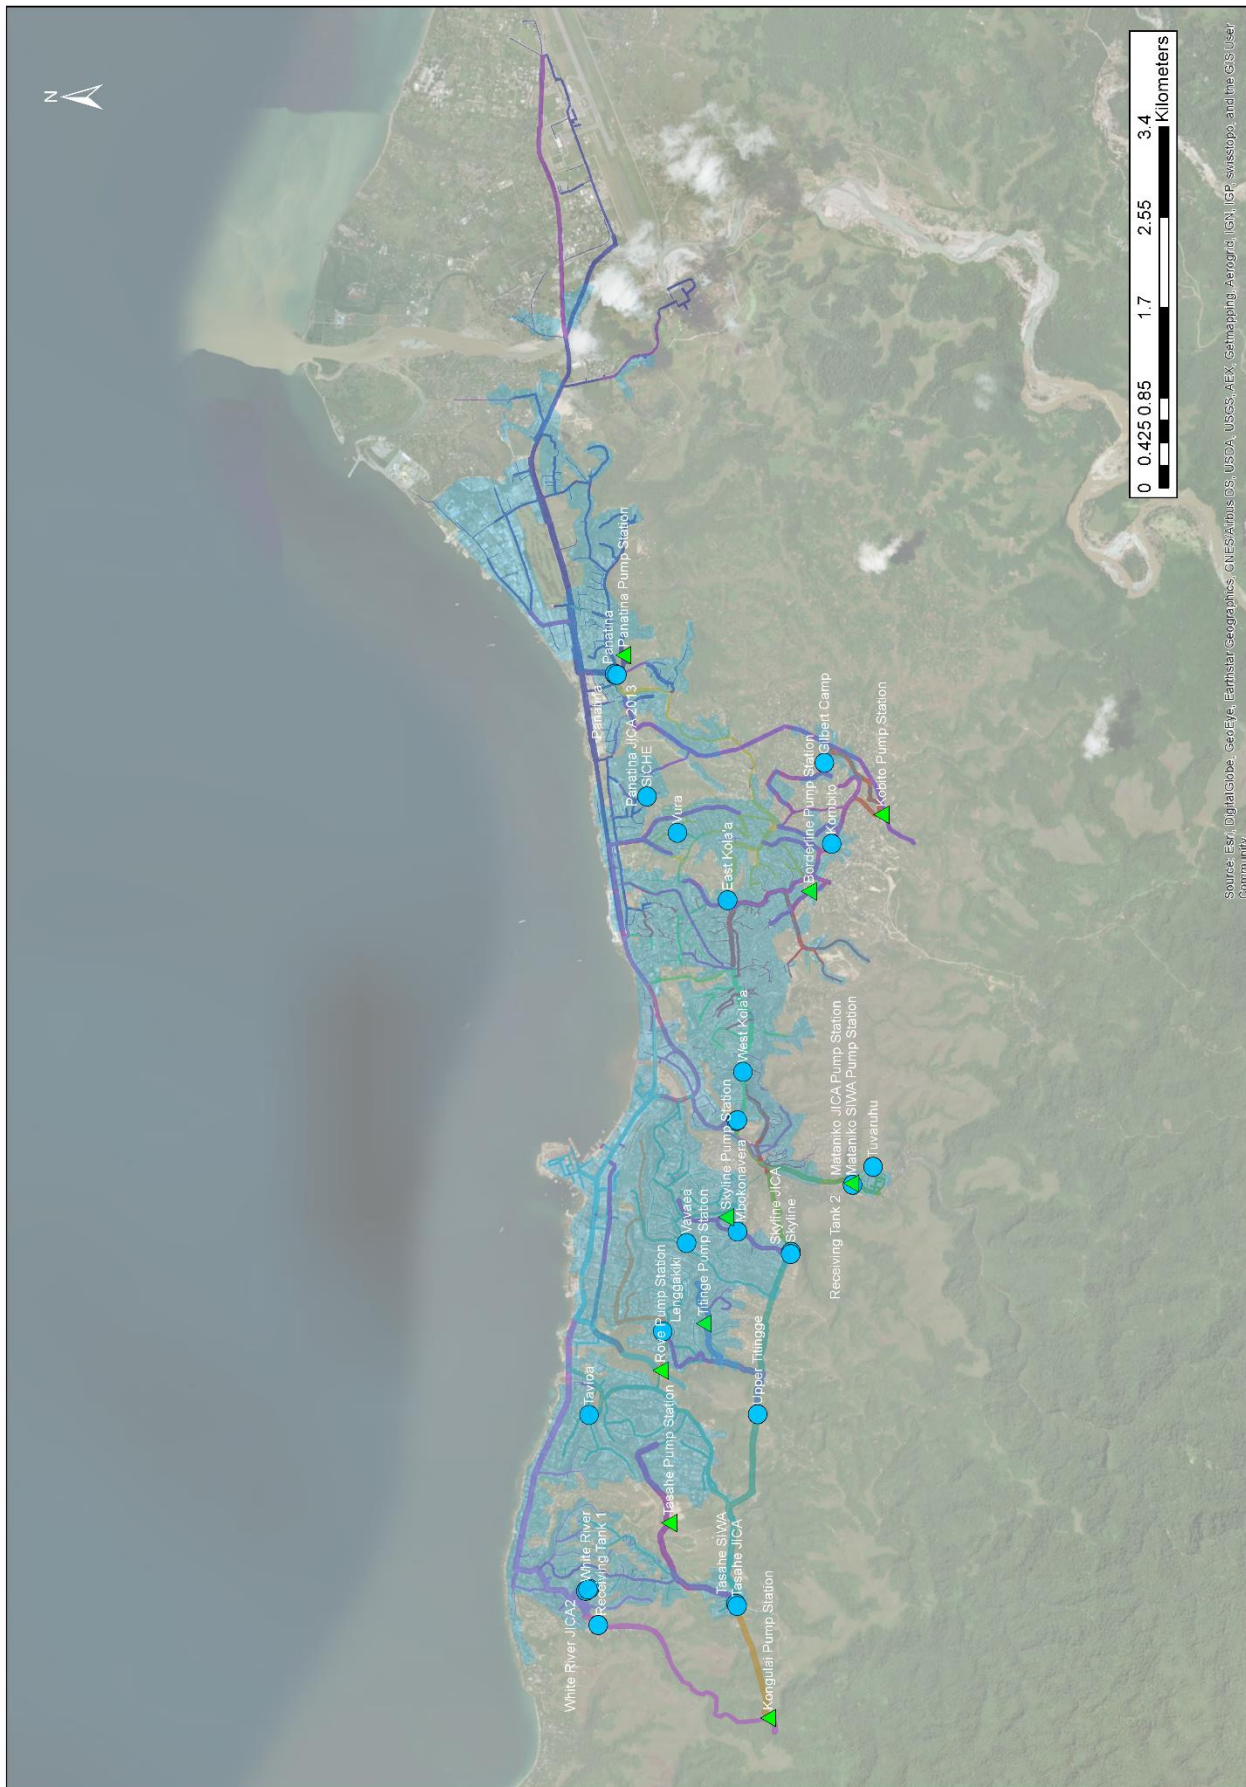 N
0 0.425 0.85 1.7 2.55 3.4
Kilometers
Panatina
Panatina
Panatina Pump Station
Panatina JICA 2013
SICHE
Vura
East Kola'a
Borderline Pump Station
Gilbert Camp
Kombito
Kobito Pump Station
West Kola'a
Skyline Pump Station
Mbokonavera
Mataniko JICA Pump Station
Mataniko SIWA Pump Station
Tuvaruhu
Receiving Tank 2
Skyline JICA
Skyline
Vavaea
Titinge Pump Station
Rove Pump Station
Lenggakiki
Upper Titingge
Tavioa
Tasahe Pump Station
White River
White River JICA2
Receiving Tank 1
Tasahe SIWA
Tasahe JICA
Kongulai Pump Station
Source: Esri, DigitalGlobe, GeoEye, Earthstar Geographics, CNES/Airbus DS, USDA, USGS, AEX, Getmapping, Aerogrid, IGN, IGP, swisstopo, and the GIS User
Community